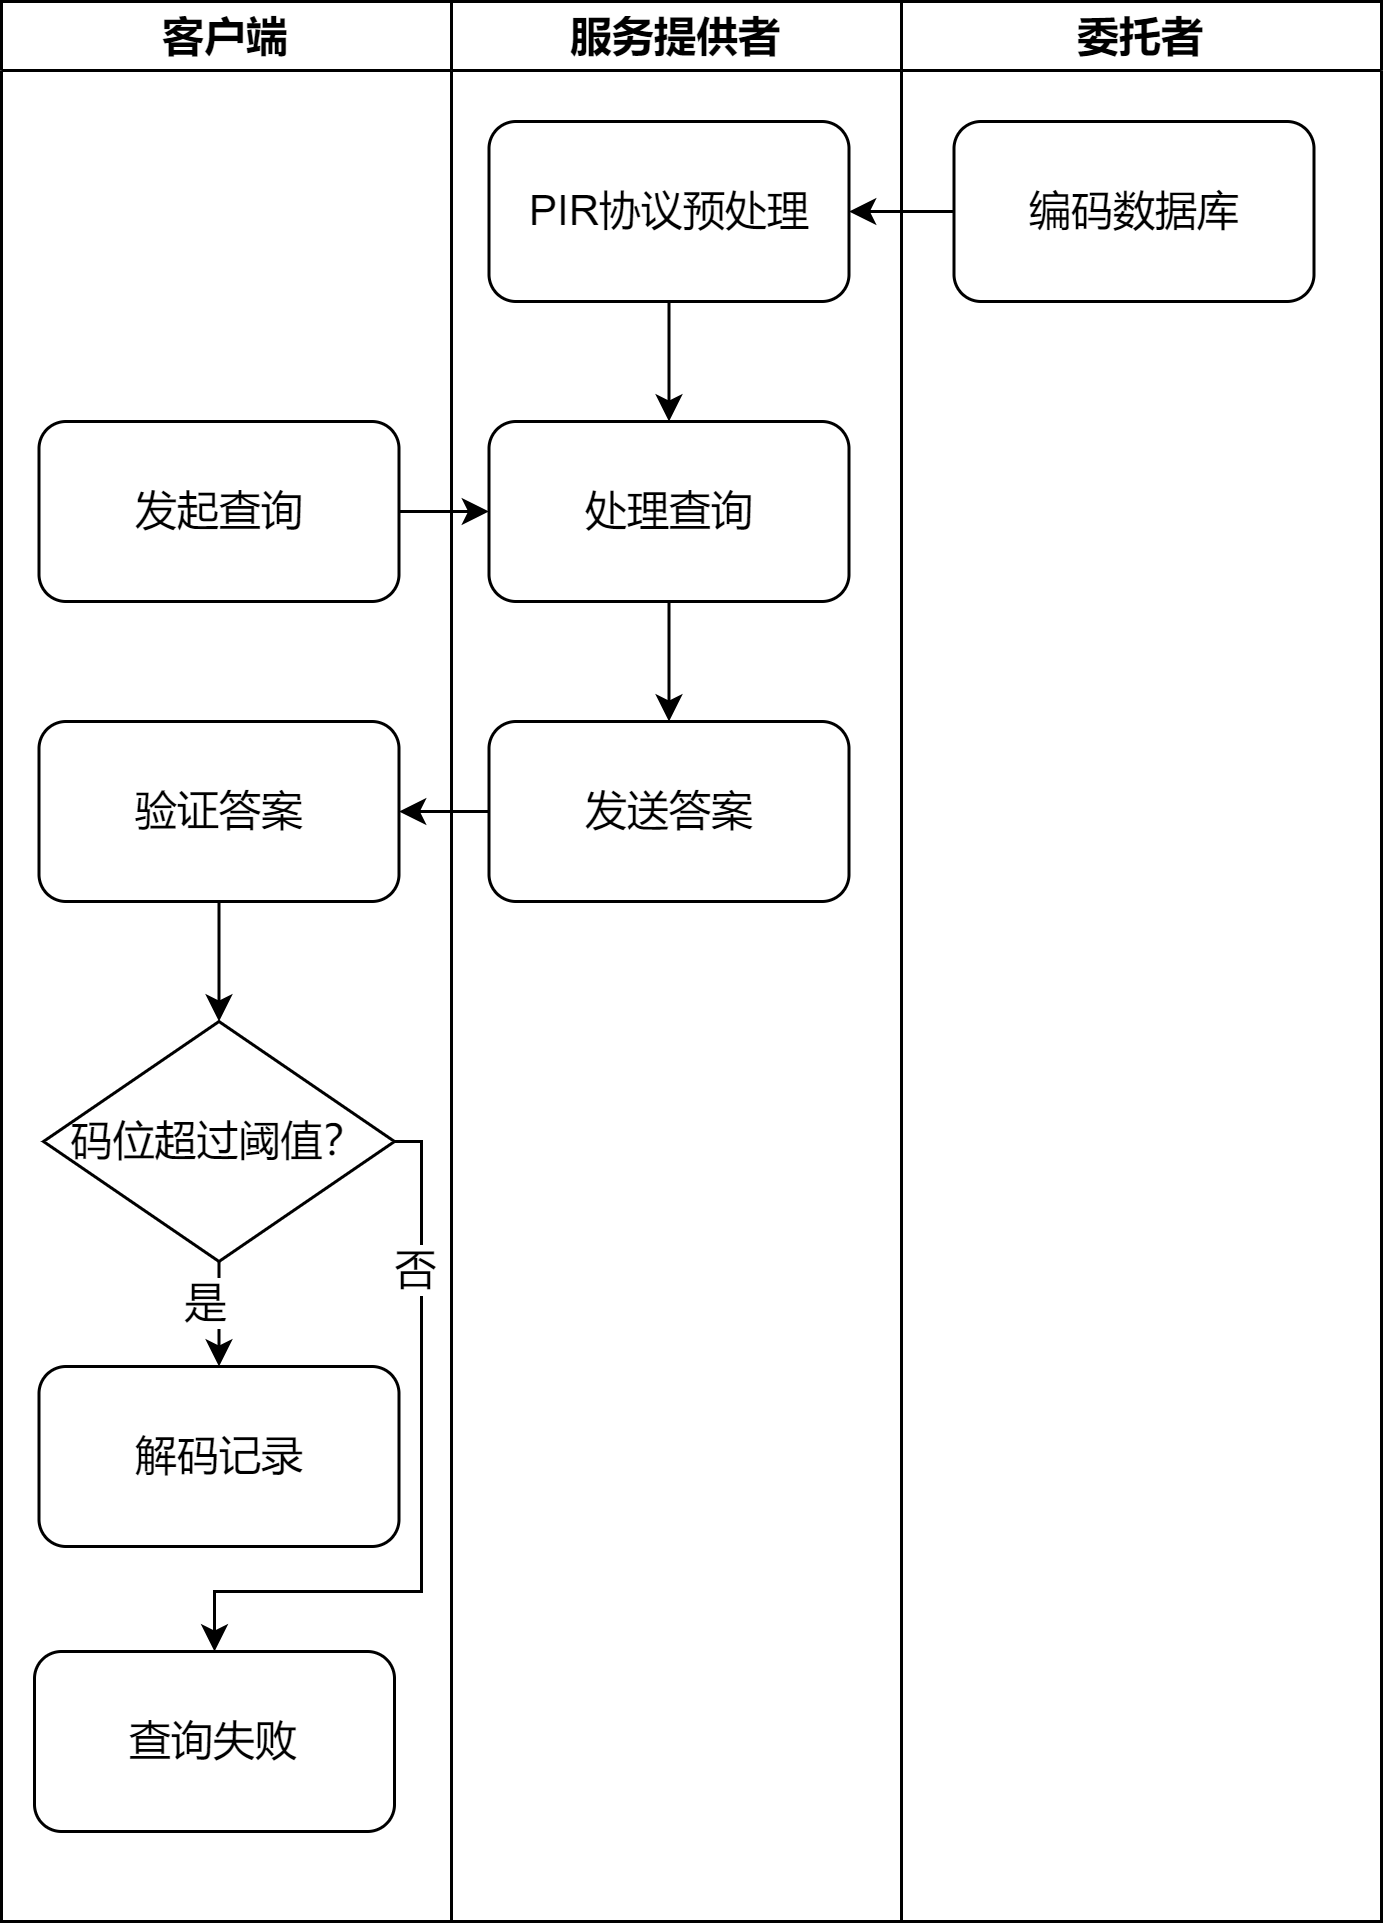 客户端
服务提供者
委托者
PIR协议预处理
编码数据库
发起查询
处理查询
验证答案
发送答案
码位超过阈值?
否
是
解码记录
查询失败